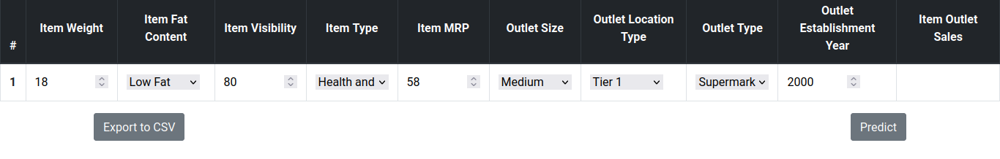 # Item Weight Item Fat Content Item Visibility Item Type Item MRP Outlet Size Outlet Location Type Outlet Type Outlet Establishment Year Item Outlet Sales
1 18 Low Fat 80 Health and 58 Medium Tier 1 Supermark 2000
Export to CSV Predict